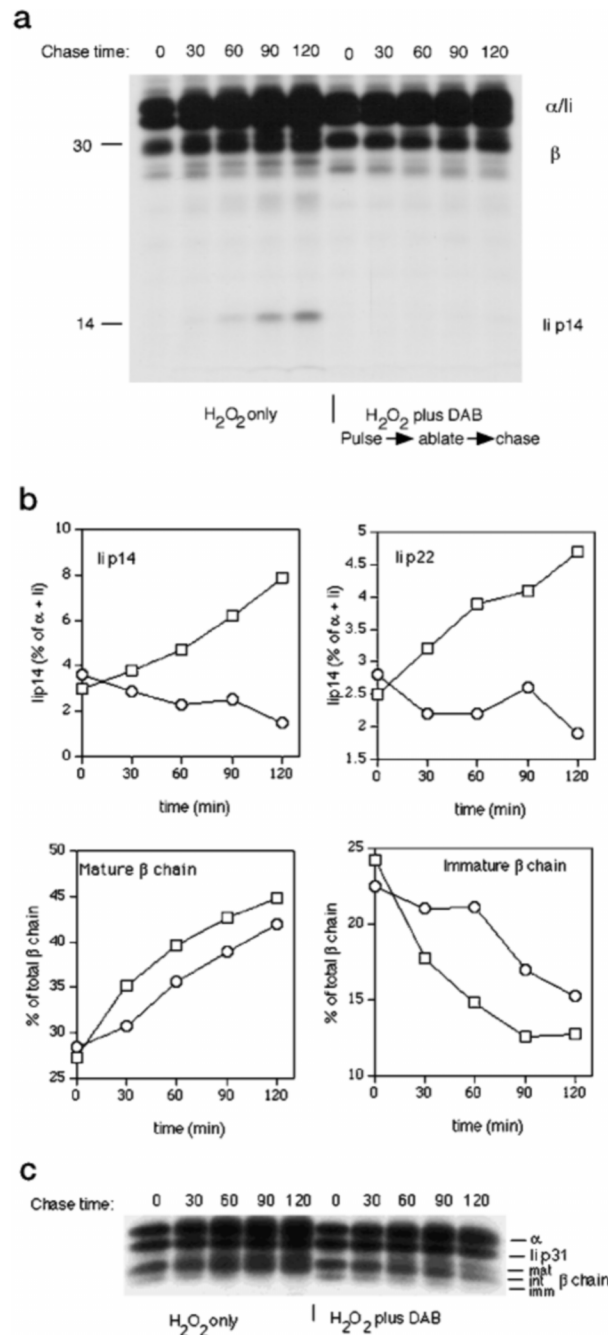 a
Chase time: 0 30 60 90 120 0 30 60 90 120
α/Ii
30
β
14
Ii p14
H₂O₂ only
H₂O₂ plus DAB
Pulse → ablate → chase
b
Iip14
Iip14 (% of α + Ii)
10
8
6
4
2
0
0 30 60 90 120
time (min)
Iip22
Iip14 (% of α + Ii)
5
4.5
4
3.5
3
2.5
2
1.5
0 30 60 90 120
time (min)
Mature β chain
% of total β chain
50
45
40
35
30
25
0 30 60 90 120
time (min)
Immature β chain
% of total β chain
25
20
15
10
0 30 60 90 120
time (min)
c
Chase time: 0 30 60 90 120 0 30 60 90 120
α
Ii p31
mat
int β chain
imm
H₂O₂ only
H₂O₂ plus DAB